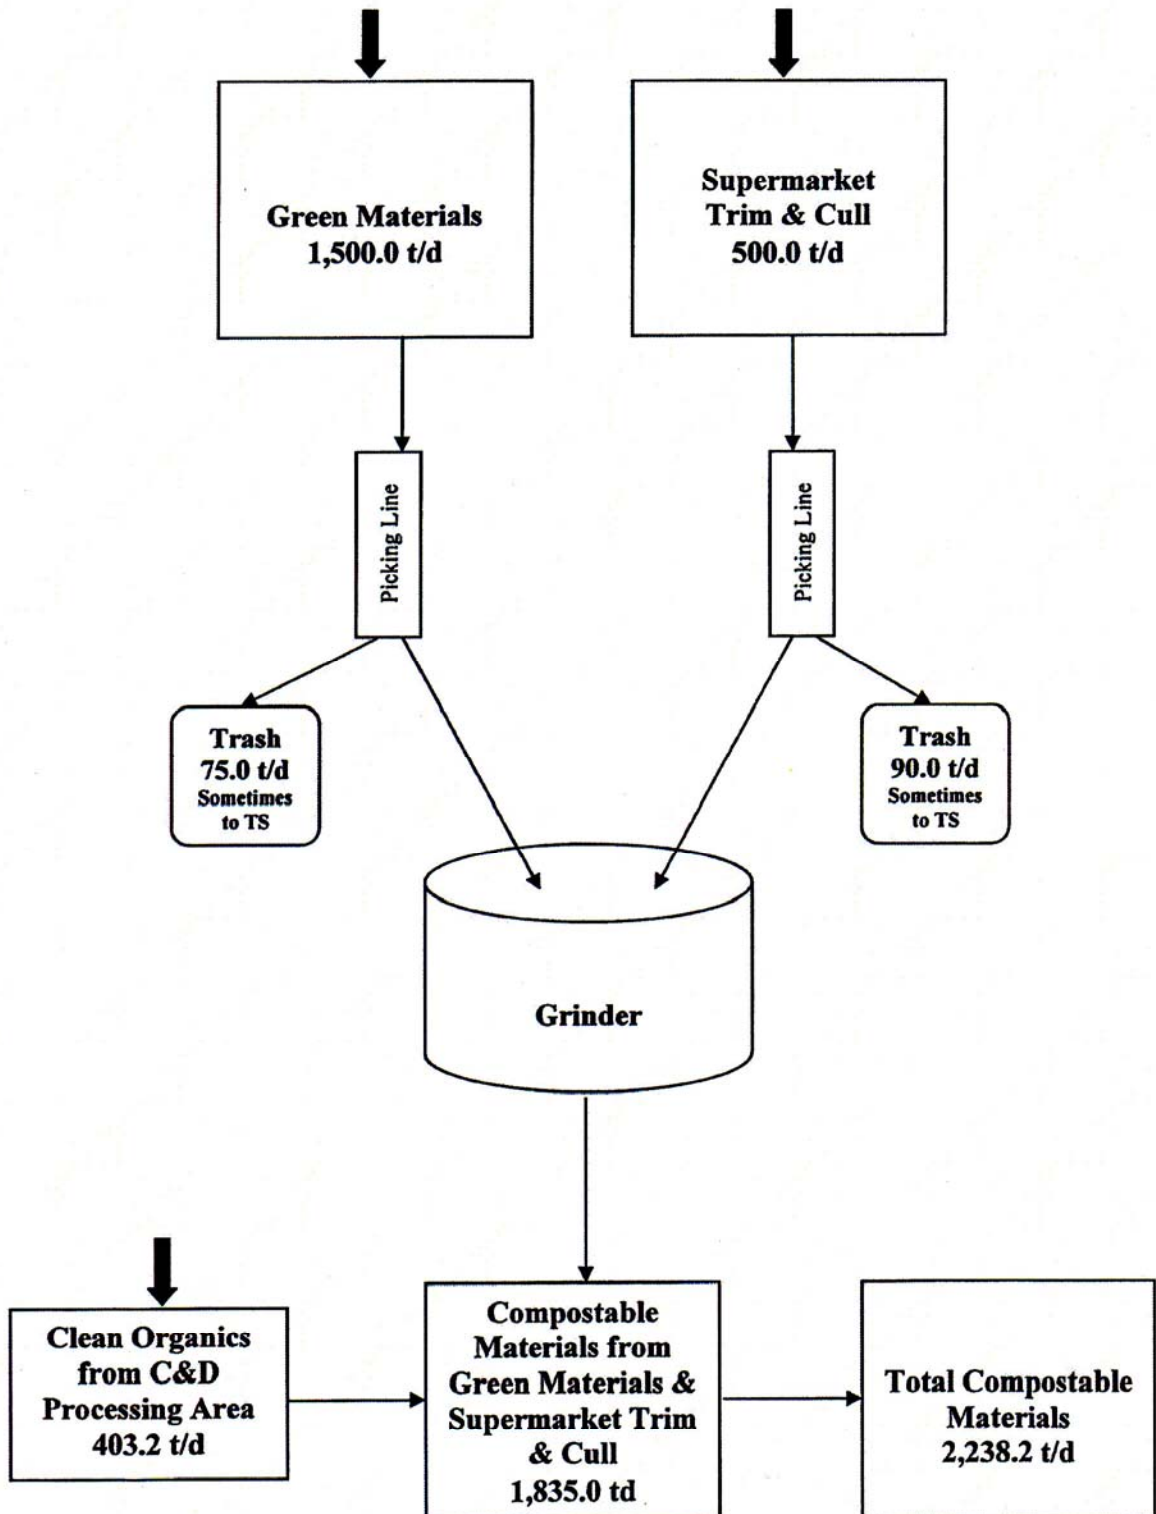 Green Materials
1,500.0 t/d
Supermarket
Trim & Cull
500.0 t/d
Picking Line
Picking Line
Trash
75.0 t/d
Sometimes
to TS
Trash
90.0 t/d
Sometimes
to TS
Grinder
Clean Organics
from C&D
Processing Area
403.2 t/d
Compostable
Materials from
Green Materials &
Supermarket Trim
& Cull
1,835.0 td
Total Compostable
Materials
2,238.2 t/d